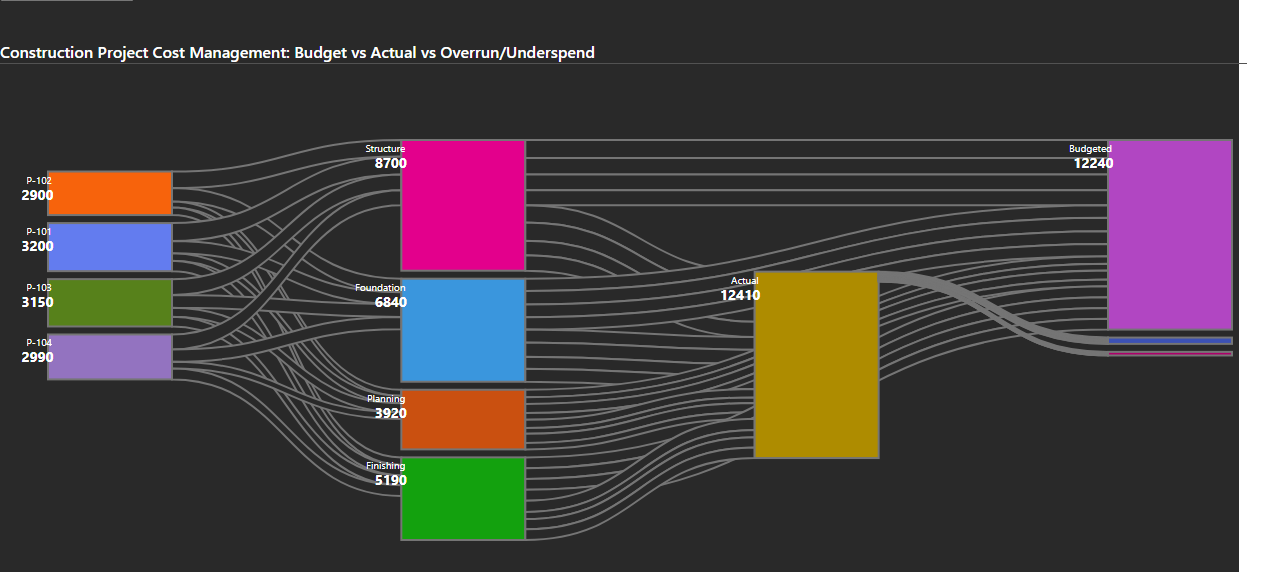 Construction Project Cost Management: Budget vs Actual vs Overrun/Underspend
P-102
2900
P-101
3200
P-103
3150
P-104
2990
Structure
8700
Foundation
6840
Planning
3920
Finishing
5190
Actual
12410
Budgeted
12240